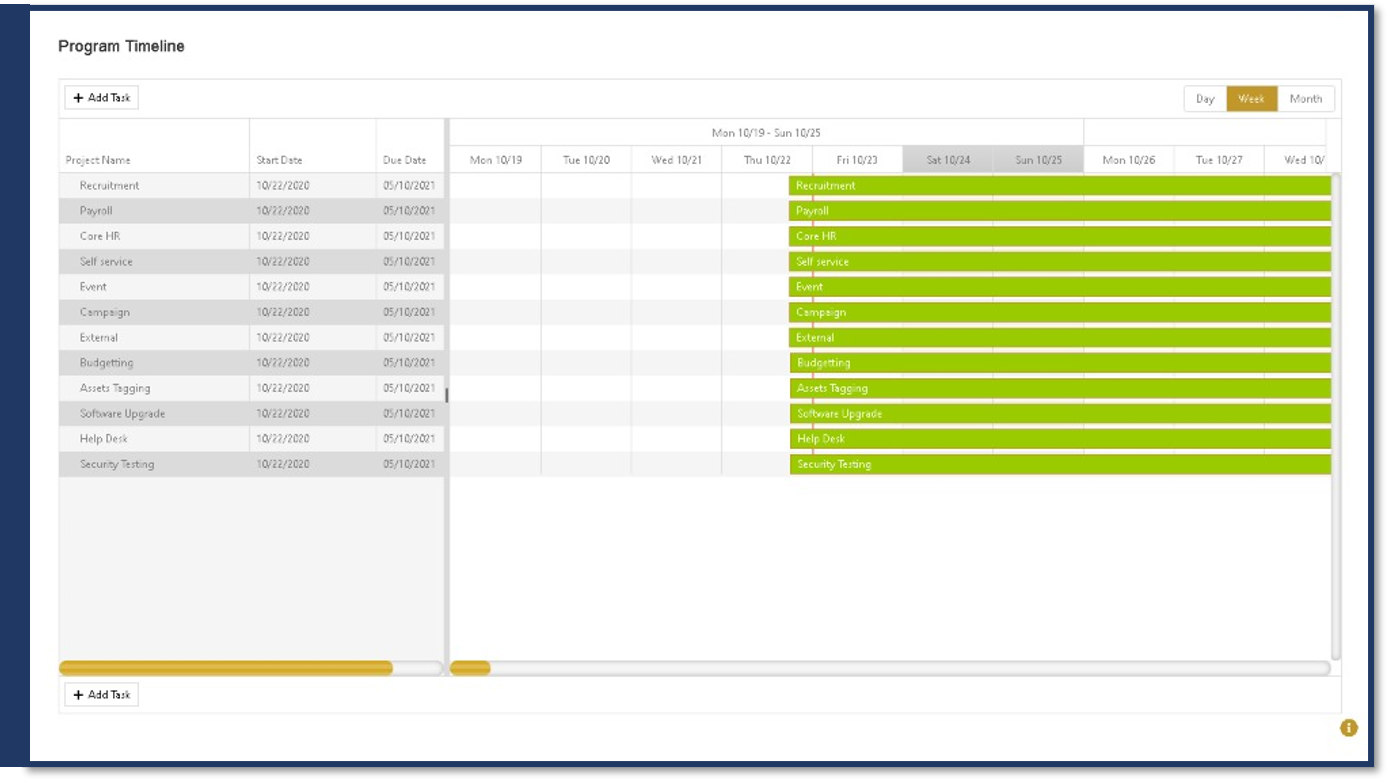 Program Timeline
+ Add Task Day Week Month
Mon 10/19 - Sun 10/25
Project Name Start Date Due Date Mon 10/19 Tue 10/20 Wed 10/21 Thu 10/22 Fri 10/23 Sat 10/24 Sun 10/25 Mon 10/26 Tue 10/27 Wed 10/
Recruitment 10/22/2020 05/10/2021 Recruitment
Payroll 10/22/2020 05/10/2021 Payroll
Core HR 10/22/2020 05/10/2021 Core HR
Self service 10/22/2020 05/10/2021 Self service
Event 10/22/2020 05/10/2021 Event
Campaign 10/22/2020 05/10/2021 Campaign
External 10/22/2020 05/10/2021 External
Budgetting 10/22/2020 05/10/2021 Budgetting
Assets Tagging 10/22/2020 05/10/2021 Assets Tagging
Software Upgrade 10/22/2020 05/10/2021 Software Upgrade
Help Desk 10/22/2020 05/10/2021 Help Desk
Security Testing 10/22/2020 05/10/2021 Security Testing
+ Add Task